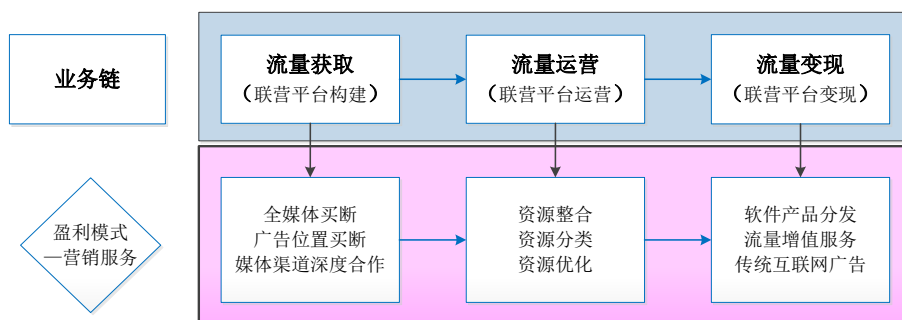 业务链
流量获取
（联营平台构建）
流量运营
（联营平台运营）
流量变现
（联营平台变现）
盈利模式
—营销服务
全媒体买断
广告位置买断
媒体渠道深度合作
资源整合
资源分类
资源优化
软件产品分发
流量增值服务
传统互联网广告